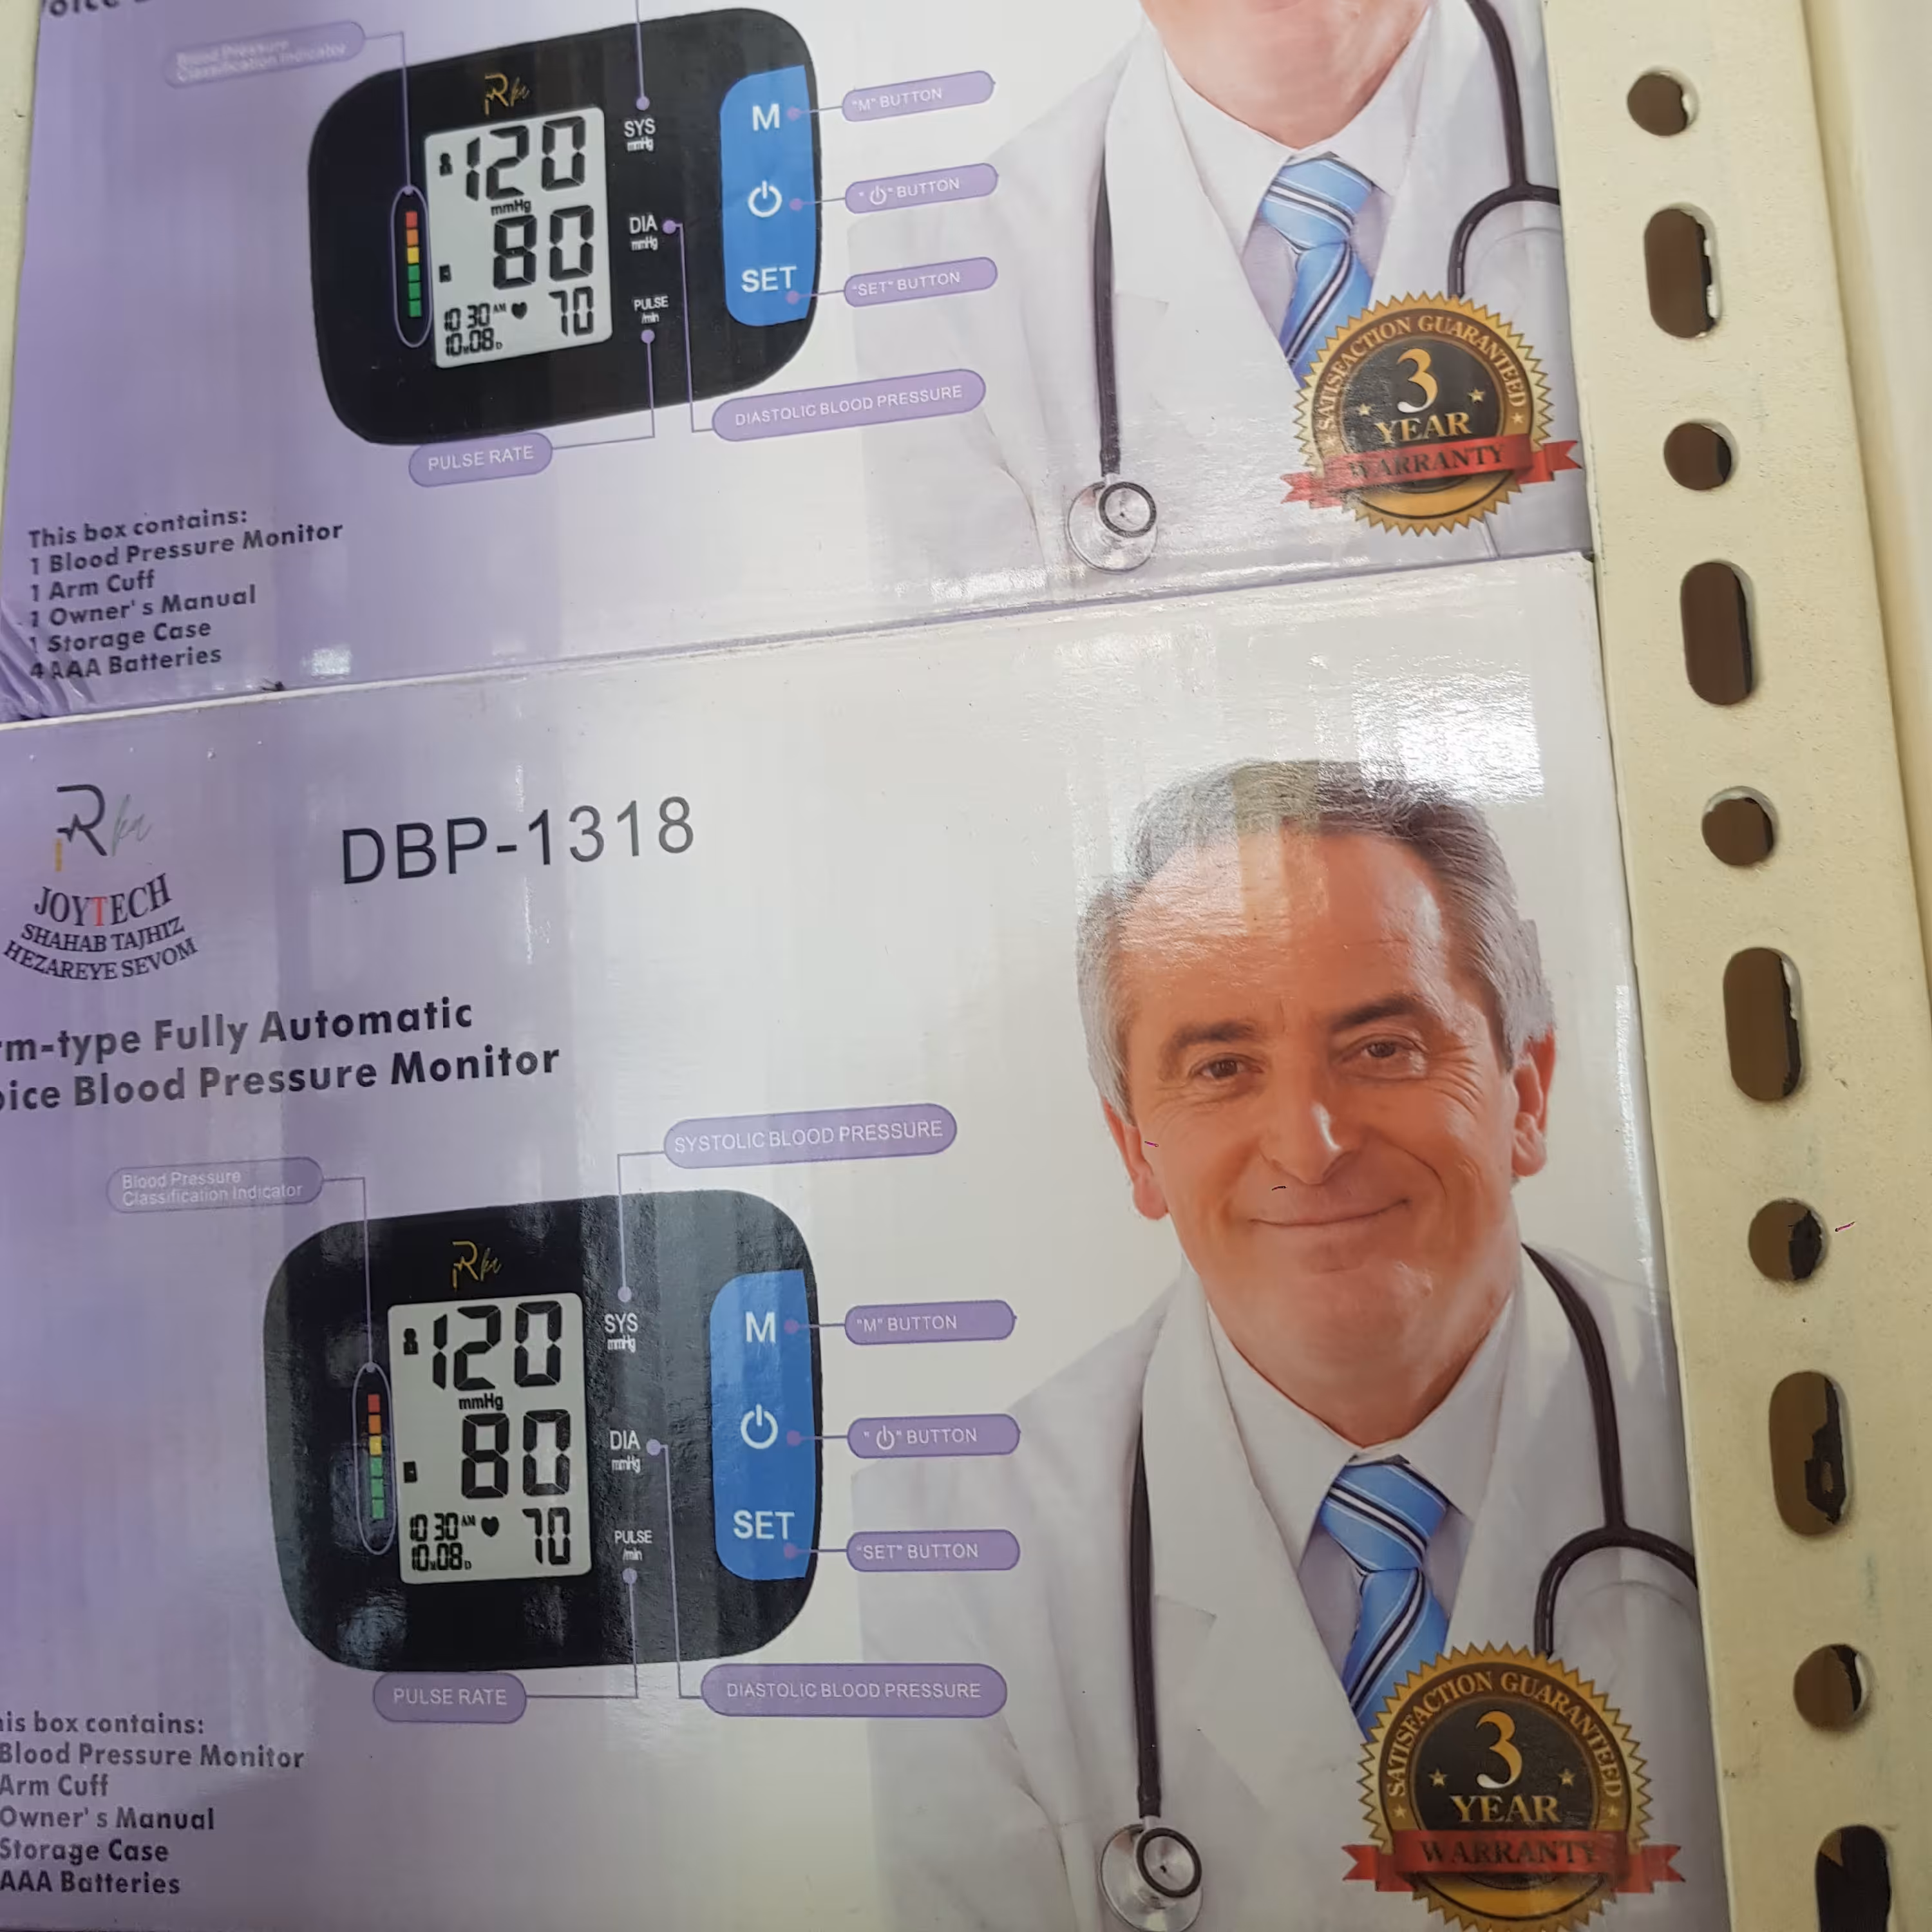 Blood Pressure
Classification Indicator
Rka
120
mmHg
80
10 30 AM 70
10M08D
SYS
mmHg
DIA
mmHg
PULSE
/min
M
SET
"M" BUTTON
"⏻" BUTTON
"SET" BUTTON
DIASTOLIC BLOOD PRESSURE
PULSE RATE
SATISFACTION GUARANTEED
3
YEAR
WARRANTY
This box contains:
1 Blood Pressure Monitor
1 Arm Cuff
1 Owner's Manual
1 Storage Case
4 AAA Batteries
Rka
JOYTECH
SHAHAB TAJHIZ
HEZAREYE SEVOM
DBP-1318
rm-type Fully Automatic
oice Blood Pressure Monitor
SYSTOLIC BLOOD PRESSURE
Blood Pressure
Classification Indicator
Rka
120
mmHg
80
10 30 AM 70
10M08D
SYS
mmHg
DIA
mmHg
PULSE
/min
M
SET
"M" BUTTON
"⏻" BUTTON
"SET" BUTTON
PULSE RATE
DIASTOLIC BLOOD PRESSURE
his box contains:
Blood Pressure Monitor
Arm Cuff
Owner's Manual
Storage Case
AAA Batteries
SATISFACTION GUARANTEED
3
YEAR
WARRANTY